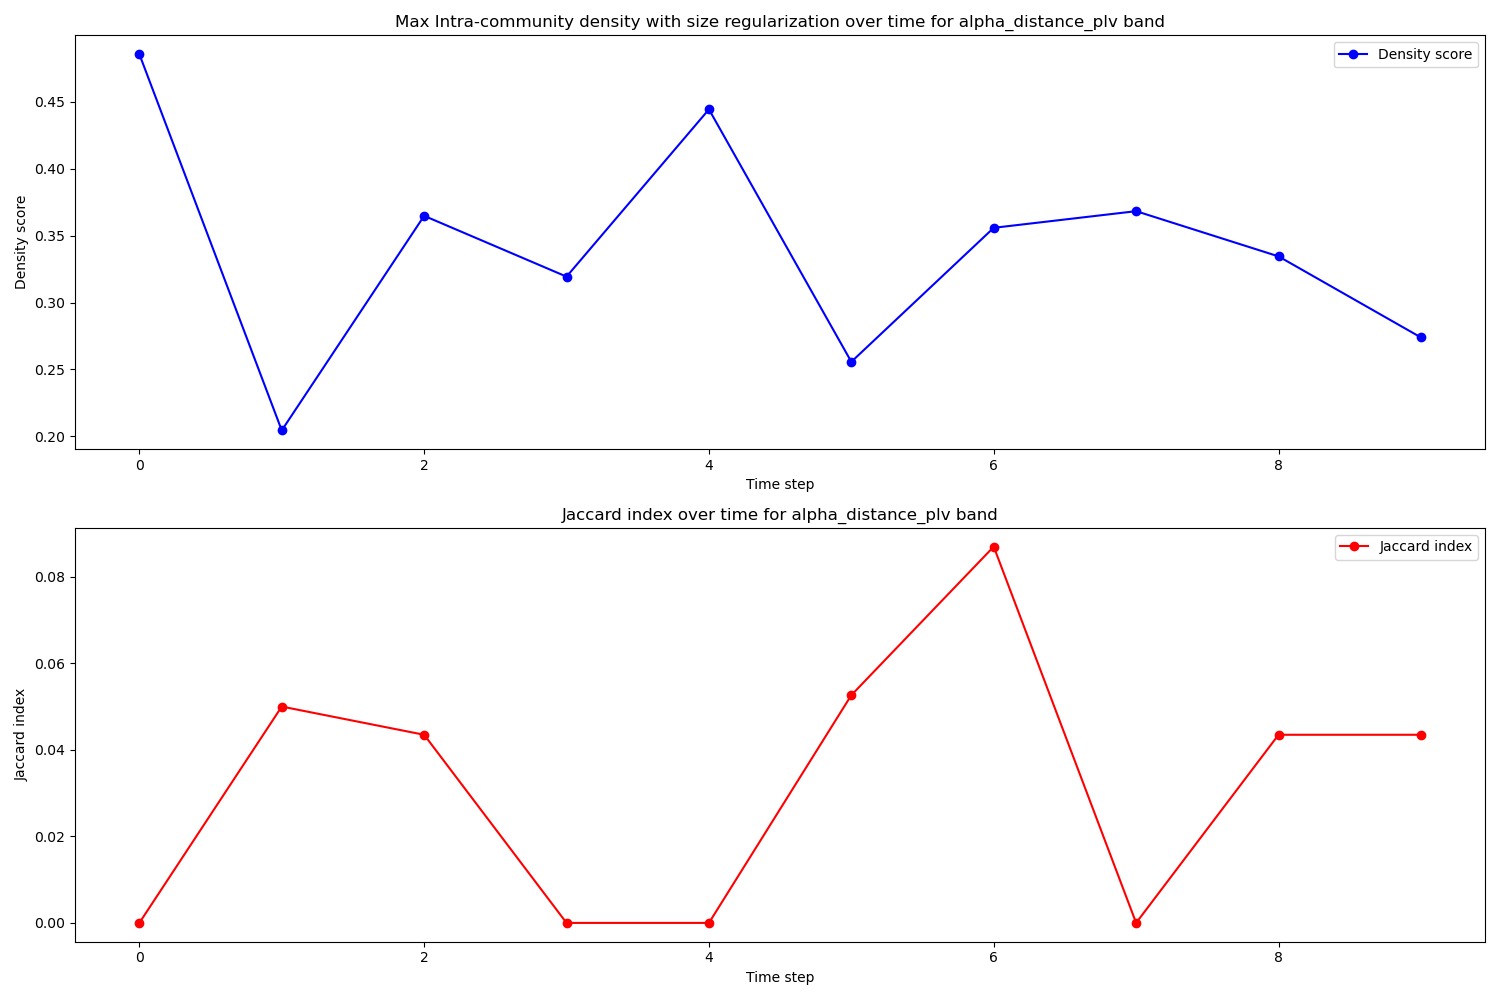 Max Intra-community density with size regularization over time for alpha_distance_plv band
Density score
0.45
0.40
0.35
0.30
0.25
0.20
Density score
0 2 4 6 8
Time step
Jaccard index over time for alpha_distance_plv band
Jaccard index
0.08
0.06
0.04
0.02
0.00
Jaccard index
0 2 4 6 8
Time step